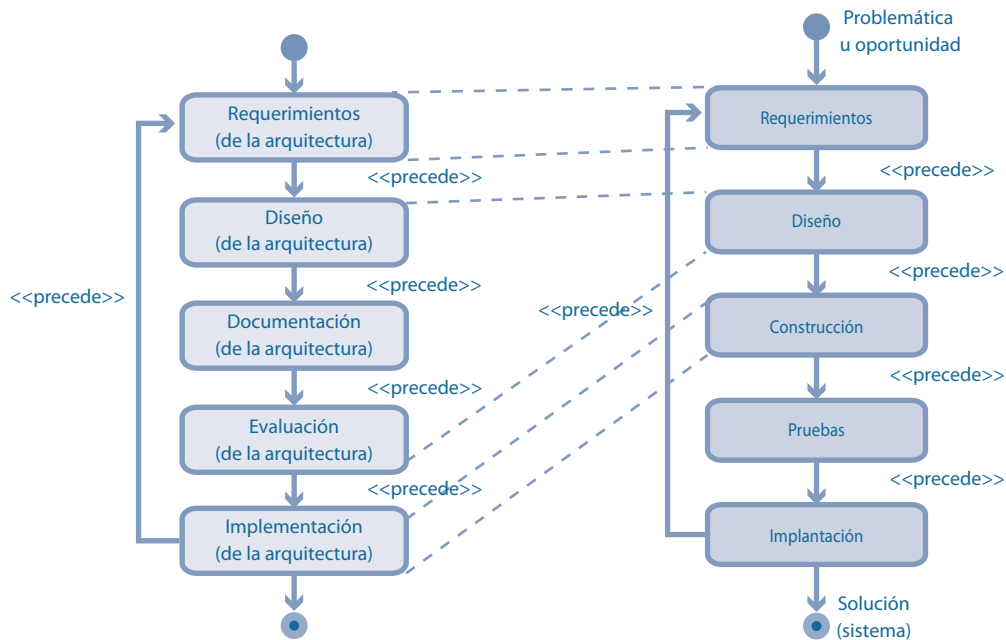 Problemática
u oportunidad
Requerimientos
(de la arquitectura)
<<precede>>
Diseño
(de la arquitectura)
<<precede>>
<<precede>>
Documentación
(de la arquitectura)
<<precede>>
Evaluación
(de la arquitectura)
<<precede>>
Implementación
(de la arquitectura)
Requerimientos
<<precede>>
Diseño
<<precede>>
<<precede>>
Construcción
<<precede>>
Pruebas
<<precede>>
Implantación
Solución
(sistema)